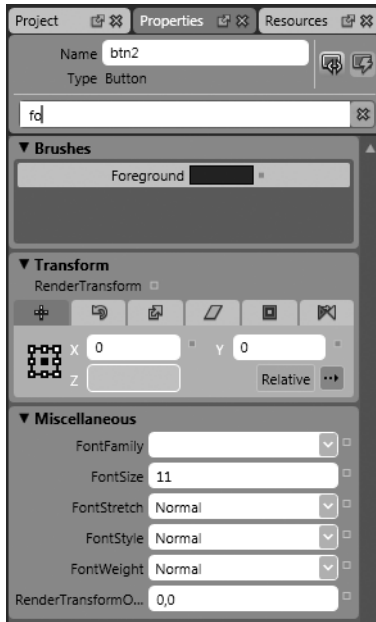 Project Properties Resources
Name btn2
Type Button
fo
Brushes
Foreground
Transform
RenderTransform
X 0 Y 0
Z Relative
Miscellaneous
FontFamily
FontSize 11
FontStretch Normal
FontStyle Normal
FontWeight Normal
RenderTransformO... 0,0